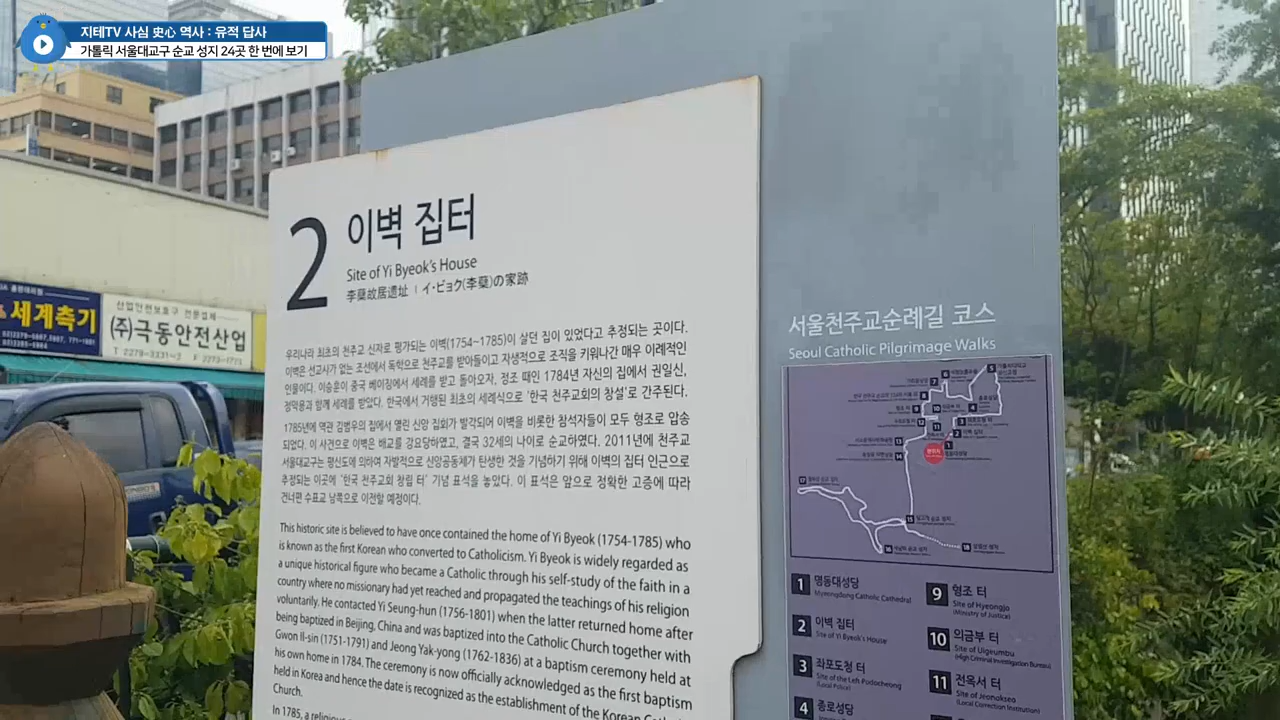 지테TV 사심 史心 역사 : 유적 답사
가톨릭 서울대교구 순교 성지 24곳 한 번에 보기
세계측기
산업안전보호구 전문업체
(주)극동안전산업
2
이벽 집터
Site of Yi Byeok's House
李蘗故居遺址 | イ・ビョク(李蘗)の家跡
우리나라 최초의 천주교 신자로 평가되는 이벽(1754~1785)이 살던 집이 있었다고 추정되는 곳이다.
이벽은 선교사가 없는 조선에서 독학으로 천주교를 받아들이고 자생적으로 조직을 키워나간 매우 이례적인
인물이다. 이승훈이 중국 베이징에서 세례를 받고 돌아오자, 정조 때인 1784년 자신의 집에서 권일신,
정약용과 함께 세례를 받았다. 한국에서 거행된 최초의 세례식으로 '한국 천주교회의 창설'로 간주된다.
1785년에 역관 김범우의 집에서 열린 신앙 집회가 발각되어 이벽을 비롯한 참석자들이 모두 형조로 압송
되었다. 이 사건으로 이벽은 배교를 강요당하였고, 결국 32세의 나이로 순교하였다. 2011년에 천주교
서울대교구는 평신도에 의하여 자발적으로 신앙공동체가 탄생한 것을 기념하기 위해 이벽의 집터 인근으로
추정되는 이곳에 '한국 천주교회 창립 터' 기념 표석을 놓았다. 이 표석은 앞으로 정확한 고증에 따라
건너편 수표교 남쪽으로 이전할 예정이다.
This historic site is believed to have once contained the home of Yi Byeok (1754-1785) who
is known as the first Korean who converted to Catholicism. Yi Byeok is widely regarded as
a unique historical figure who became a Catholic through his self-study of the faith in a
country where no missionary had yet reached and propagated the teachings of his religion
voluntarily. He contacted Yi Seung-hun (1756-1801) when the latter returned home after
being baptized in Beijing, China and was baptized into the Catholic Church together with
Gwon Il-sin (1751-1791) and Jeong Yak-yong (1762-1836) at a baptism ceremony held at
his own home in 1784. The ceremony is now officially acknowledged as the first baptism
held in Korea and hence the date is recognized as the establishment of the Korean Catholic
Church.
In 1785, a religious
서울천주교순례길 코스
Seoul Catholic Pilgrimage Walks
1 명동대성당
Myeongdong Catholic Cathedral
2 이벽 집터
Site of Yi Byeok's House
3 좌포도청 터
Site of the Left Podocheong
(Local Police)
4 종로성당
9 형조 터
Site of Hyeongjo
(Ministry of Justice)
10 의금부 터
Site of Uigeumbu
(High Criminal Investigation Bureau)
11 전옥서 터
Site of Jeonokseo
(Local Correction Institution)